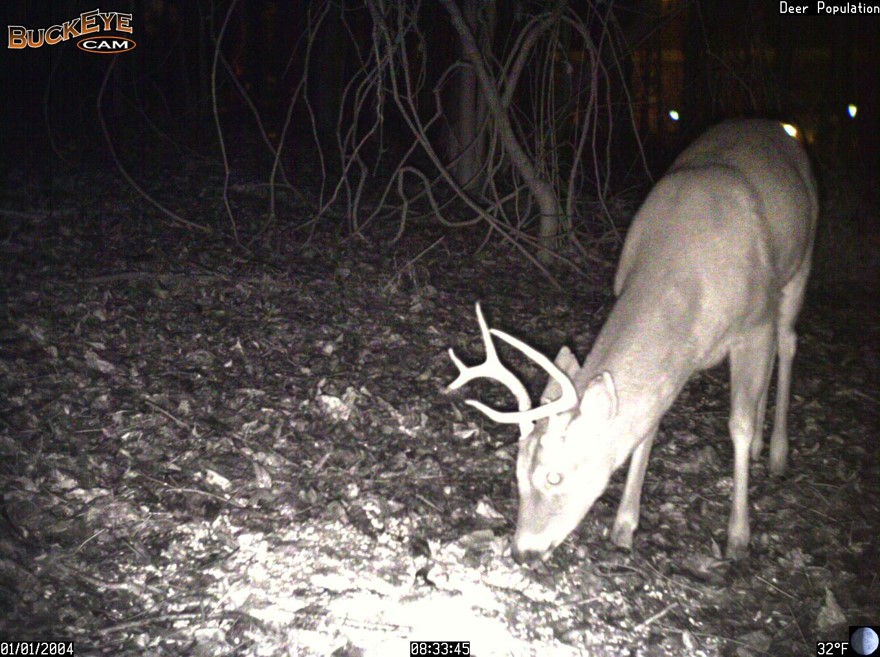 BUCKEYE
CAM
Deer Population
01/01/2004
08:33:45
32°F